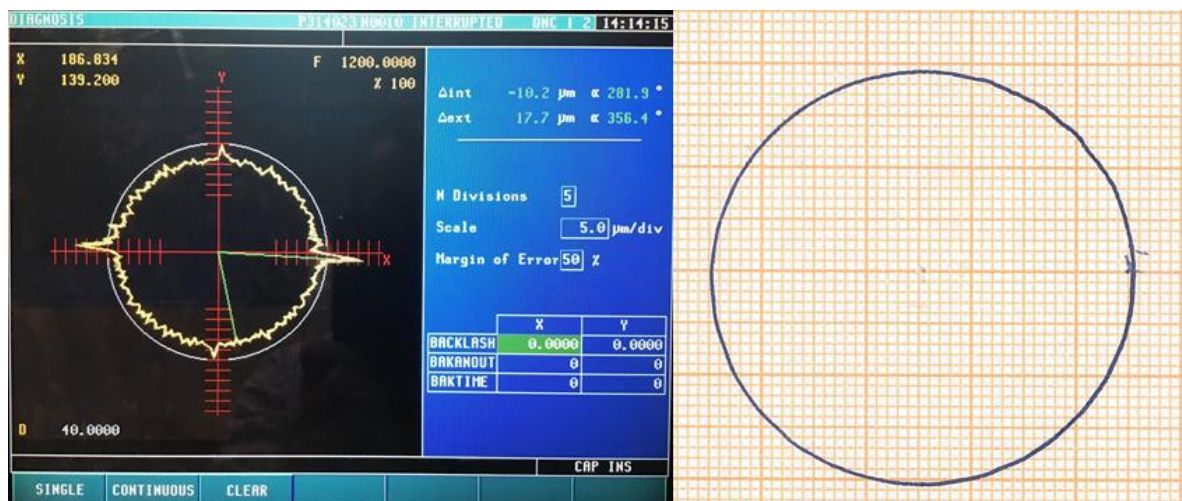 DIAGNOSIS P314023 N0010 INTERRUPTED DNC 1 2 14:14:15
X 186.834 F 1200.0000
Y 139.200 % 100
Y
X
D 40.0000
Δint -10.2 µm α 281.9 °
Δext 17.7 µm α 356.4 °
N Divisions 5
Scale 5.0 µm/div
Margin of Error 50 %
X Y
BACKLASH 0.0000 0.0000
BAKANOUT 0 0
BAKTIME 0 0
CAP INS
SINGLE CONTINUOUS CLEAR